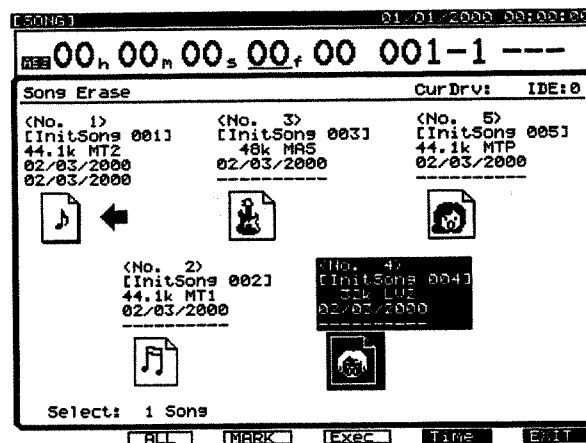 [SONG] 01/01/2000 00:00:00
MES 00h 00m 00s 00f 00 001-1 ---
Song Erase CurDrv: IDE:0
<No. 1>
[InitSong 001]
44.1k MT2
02/03/2000
02/03/2000
<No. 3>
[InitSong 003]
48k MAS
02/03/2000
----------
<No. 5>
[InitSong 005]
44.1k MTP
02/03/2000
----------
<No. 2>
[InitSong 002]
44.1k MT1
02/03/2000
----------
<No. 4>
[InitSong 004]
32k LV2
02/03/2000
----------
Select: 1 Song
ALL MARK Exec Time EXIT